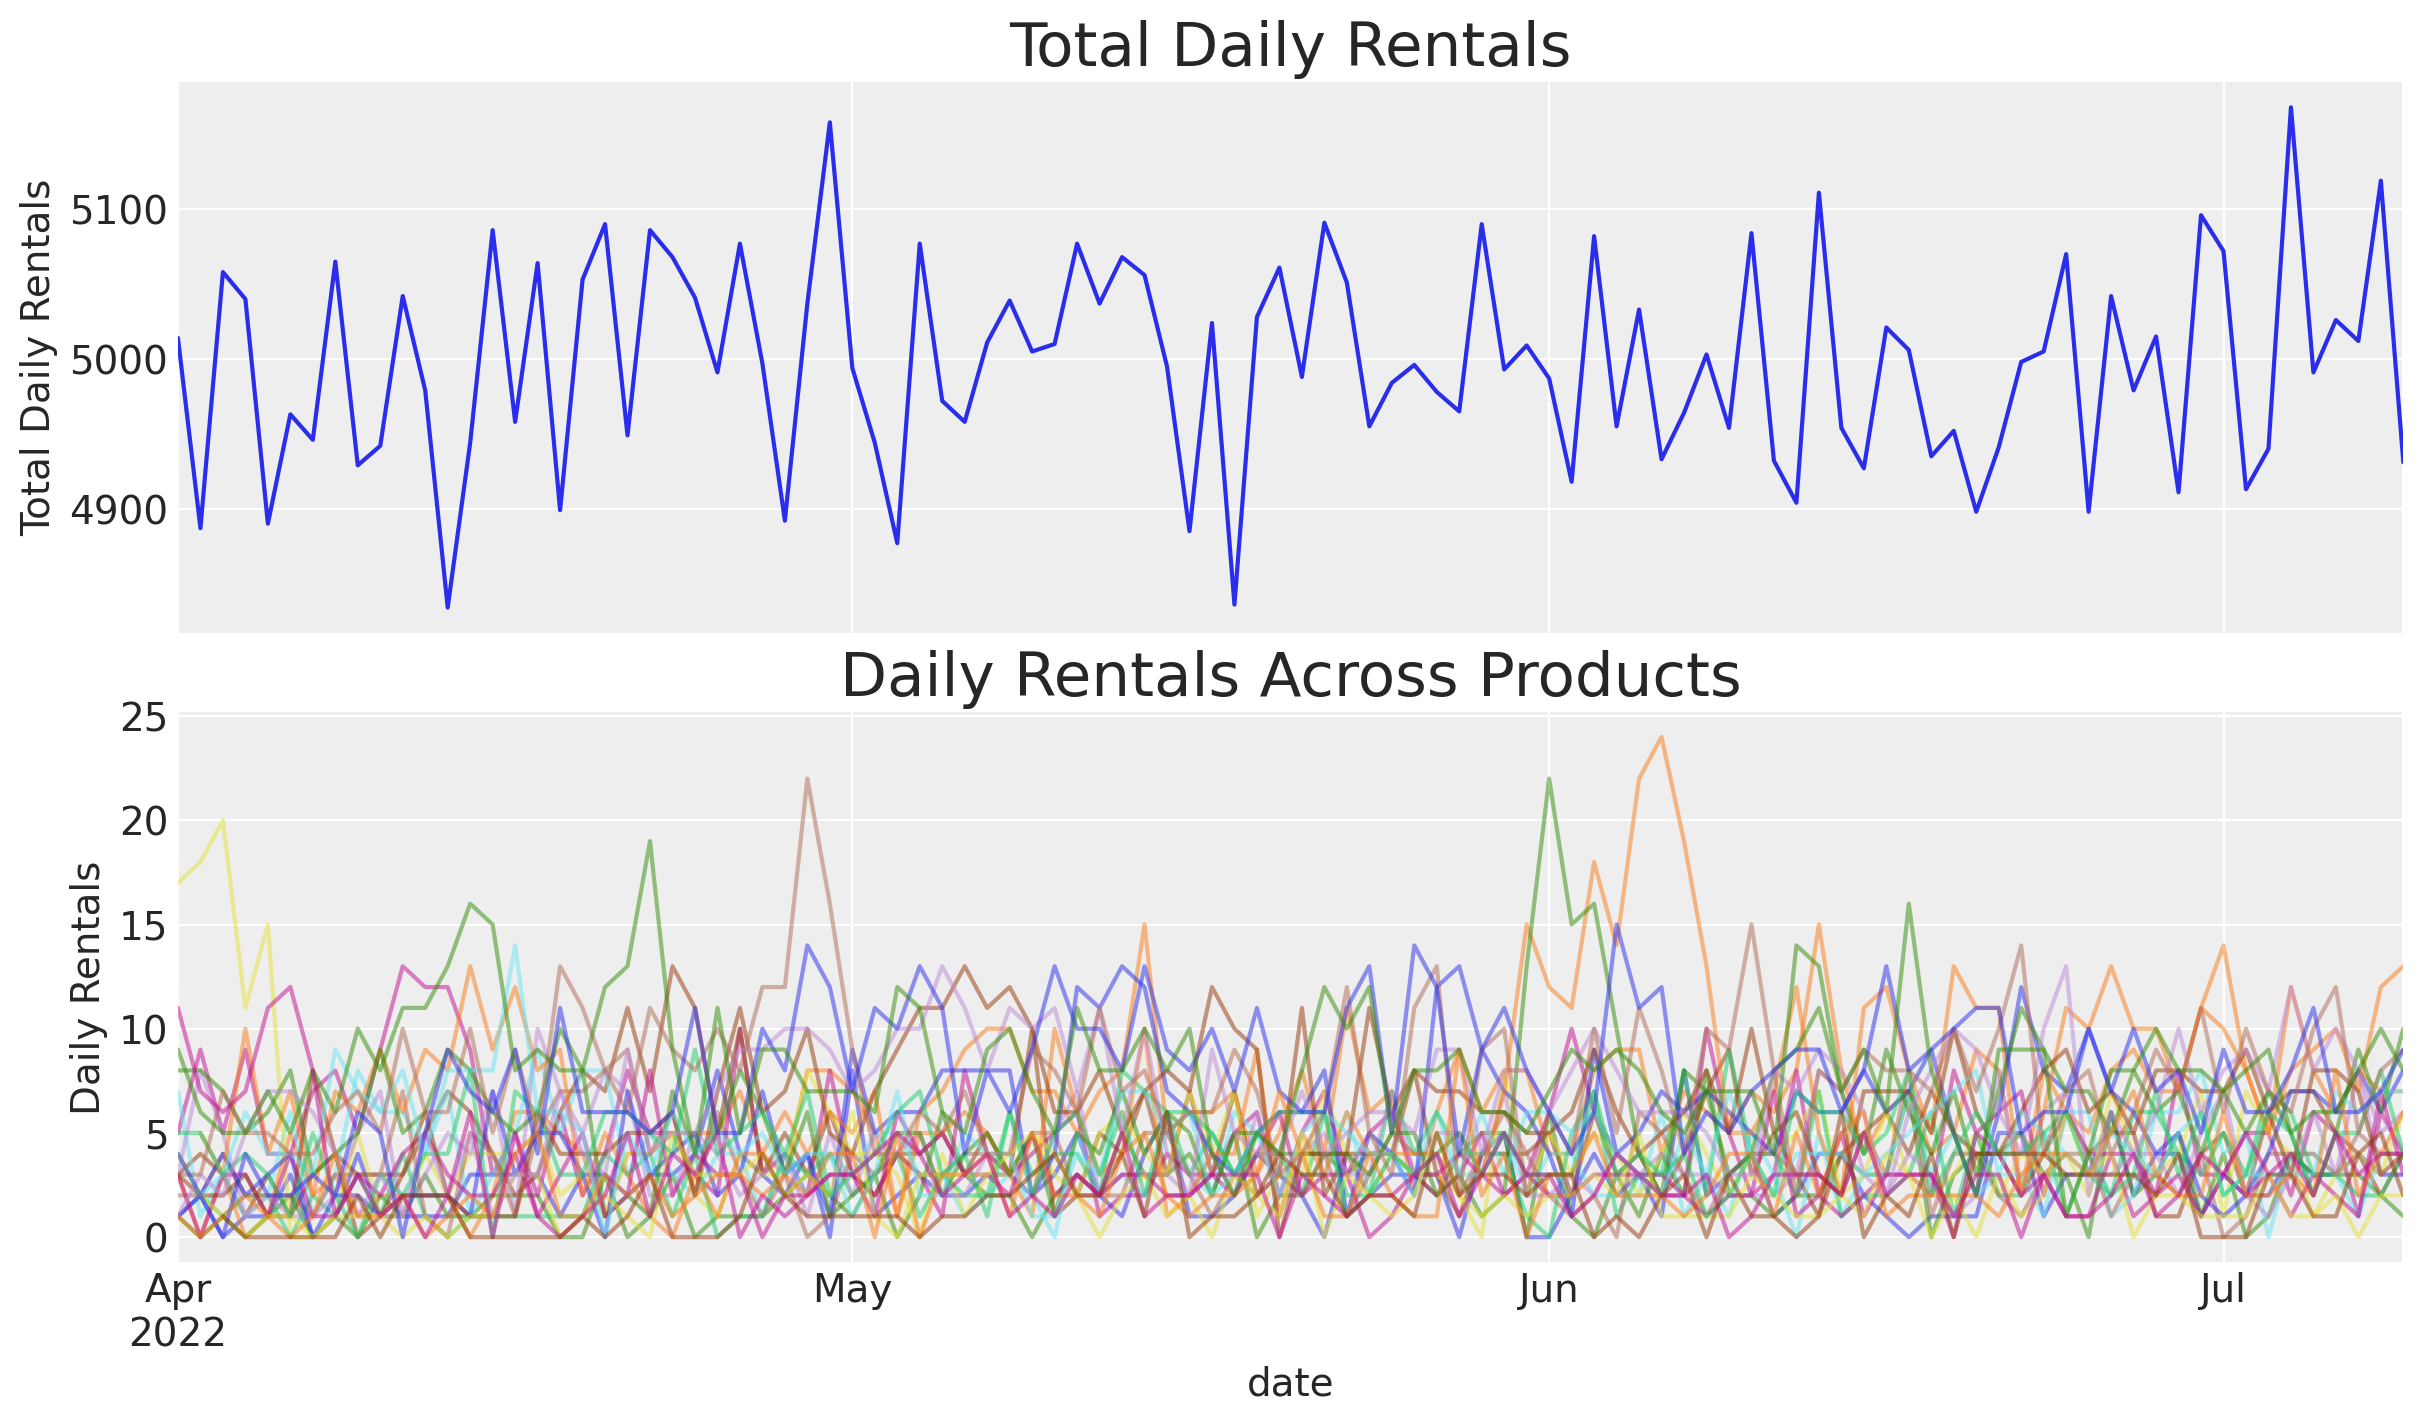 Total Daily Rentals
Total Daily Rentals
5100
5000
4900
Daily Rentals Across Products
Daily Rentals
25
20
15
10
5
0
Apr
2022
May
Jun
Jul
date